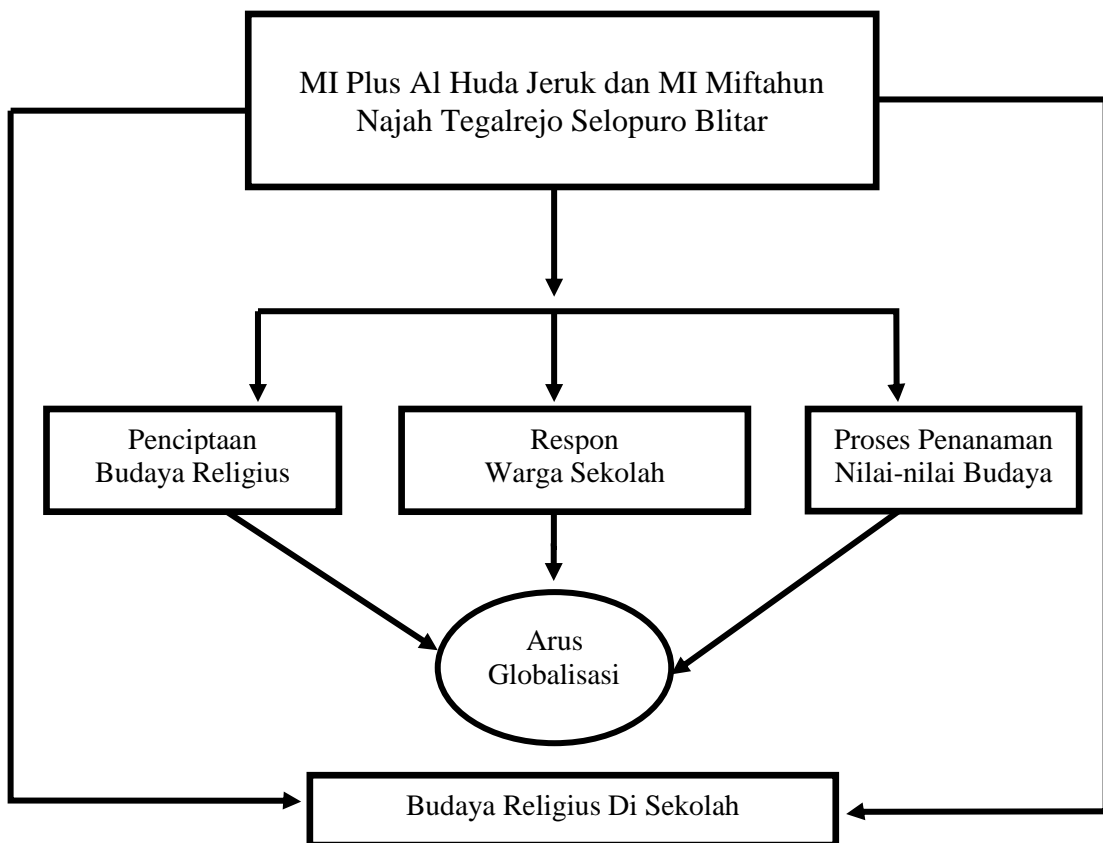 MI Plus Al Huda Jeruk dan MI Miftahun
Najah Tegalrejo Selopuro Blitar
Penciptaan
Budaya Religius
Respon
Warga Sekolah
Proses Penanaman
Nilai-nilai Budaya
Arus
Globalisasi
Budaya Religius Di Sekolah